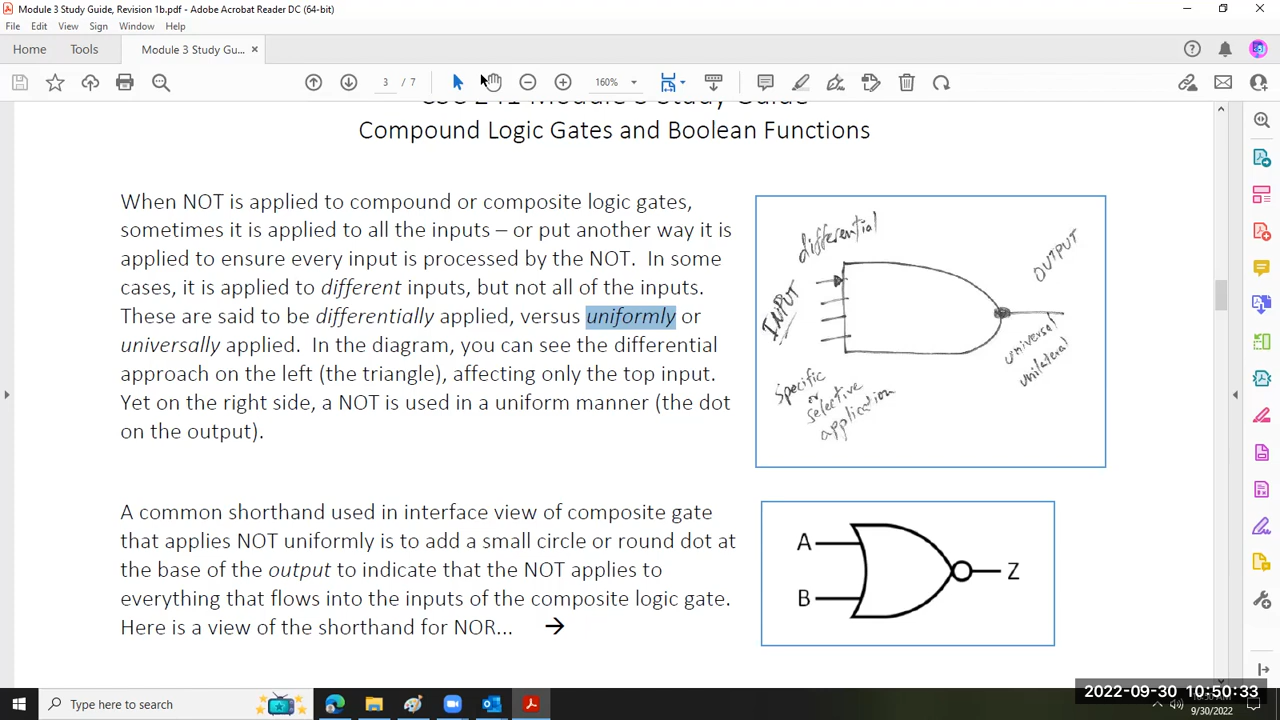 Module 3 Study Guide, Revision 1b.pdf - Adobe Acrobat Reader DC (64-bit)
File Edit View Sign Window Help
Home Tools Module 3 Study Gu... ×
3 / 7 160%
Compound Logic Gates and Boolean Functions
When NOT is applied to compound or composite logic gates,
sometimes it is applied to all the inputs – or put another way it is
applied to ensure every input is processed by the NOT. In some
cases, it is applied to different inputs, but not all of the inputs.
These are said to be differentially applied, versus uniformly or
universally applied. In the diagram, you can see the differential
approach on the left (the triangle), affecting only the top input.
Yet on the right side, a NOT is used in a uniform manner (the dot
on the output).
differential
INPUT
OUTPUT
universal
unilateral
Specific
or
selective
application
A common shorthand used in interface view of composite gate
that applies NOT uniformly is to add a small circle or round dot at
the base of the output to indicate that the NOT applies to
everything that flows into the inputs of the composite logic gate.
Here is a view of the shorthand for NOR... →
A
B
Z
Type here to search
2022-09-30 10:50:33
9/30/2022